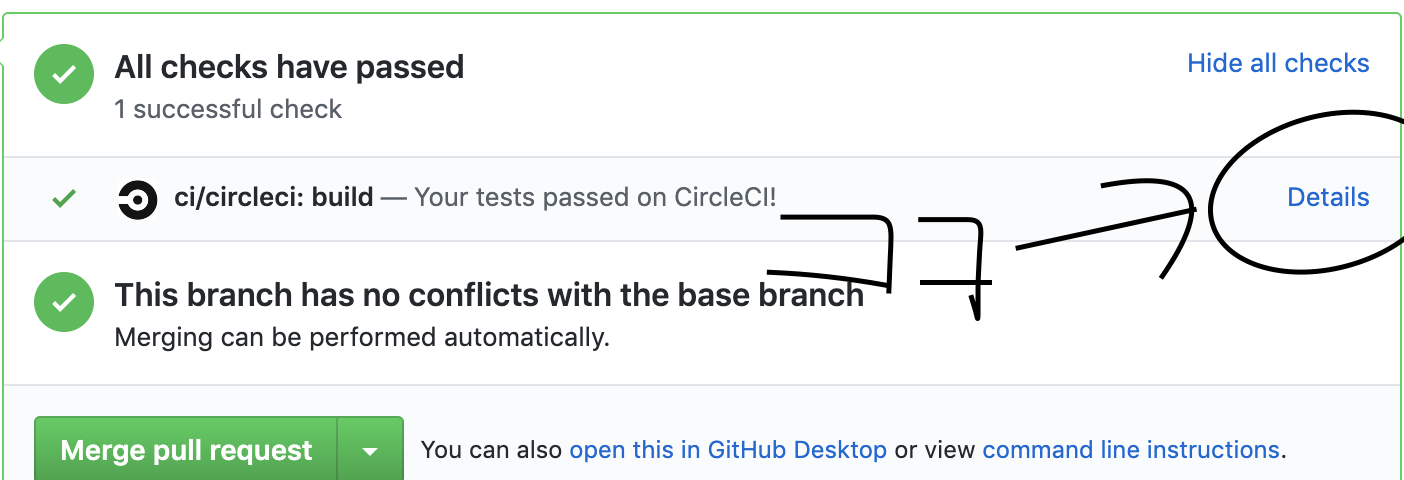 All checks have passed
Hide all checks
1 successful check
ci/circleci: build — Your tests passed on CircleCI!
Details
ココ→
This branch has no conflicts with the base branch
Merging can be performed automatically.
Merge pull request
You can also open this in GitHub Desktop or view command line instructions.